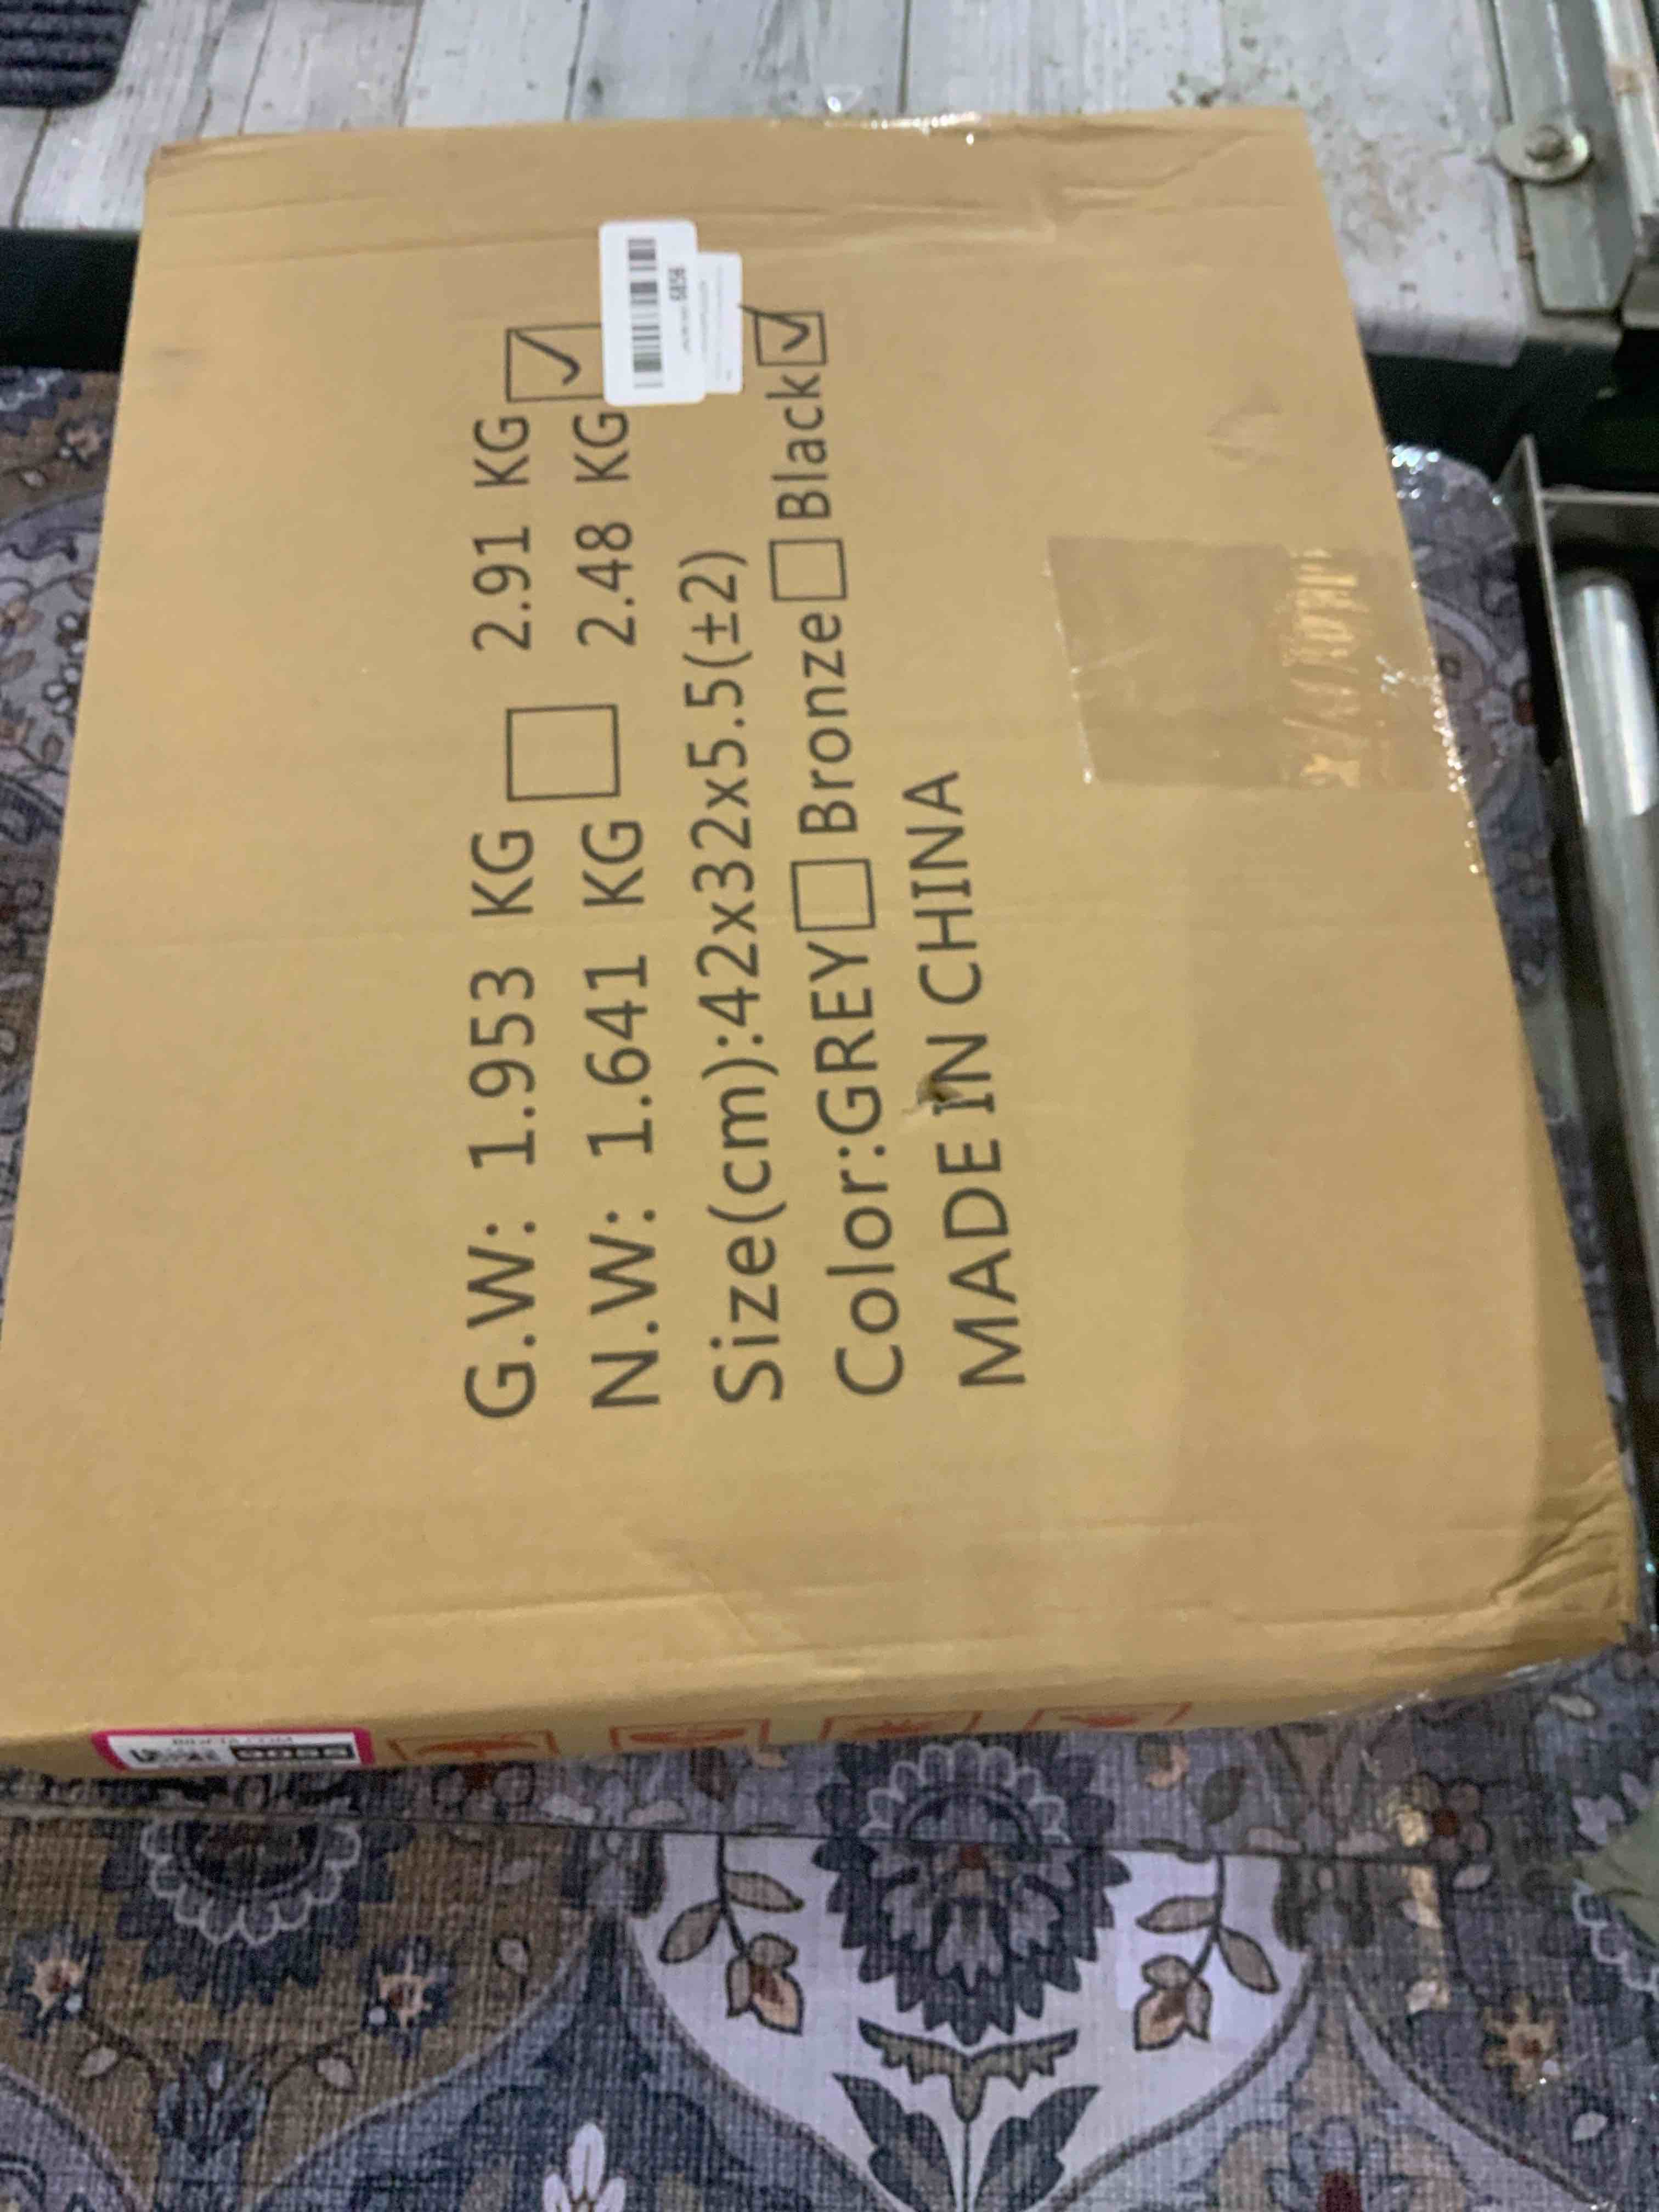 G.W: 1.953 KG □ 2.91 KG ☑
N.W: 1.641 KG □ 2.48 KG
Size(cm):42x32x5.5(±2)
Color:GREY□ Bronze□ Black☑
MADE IN CHINA